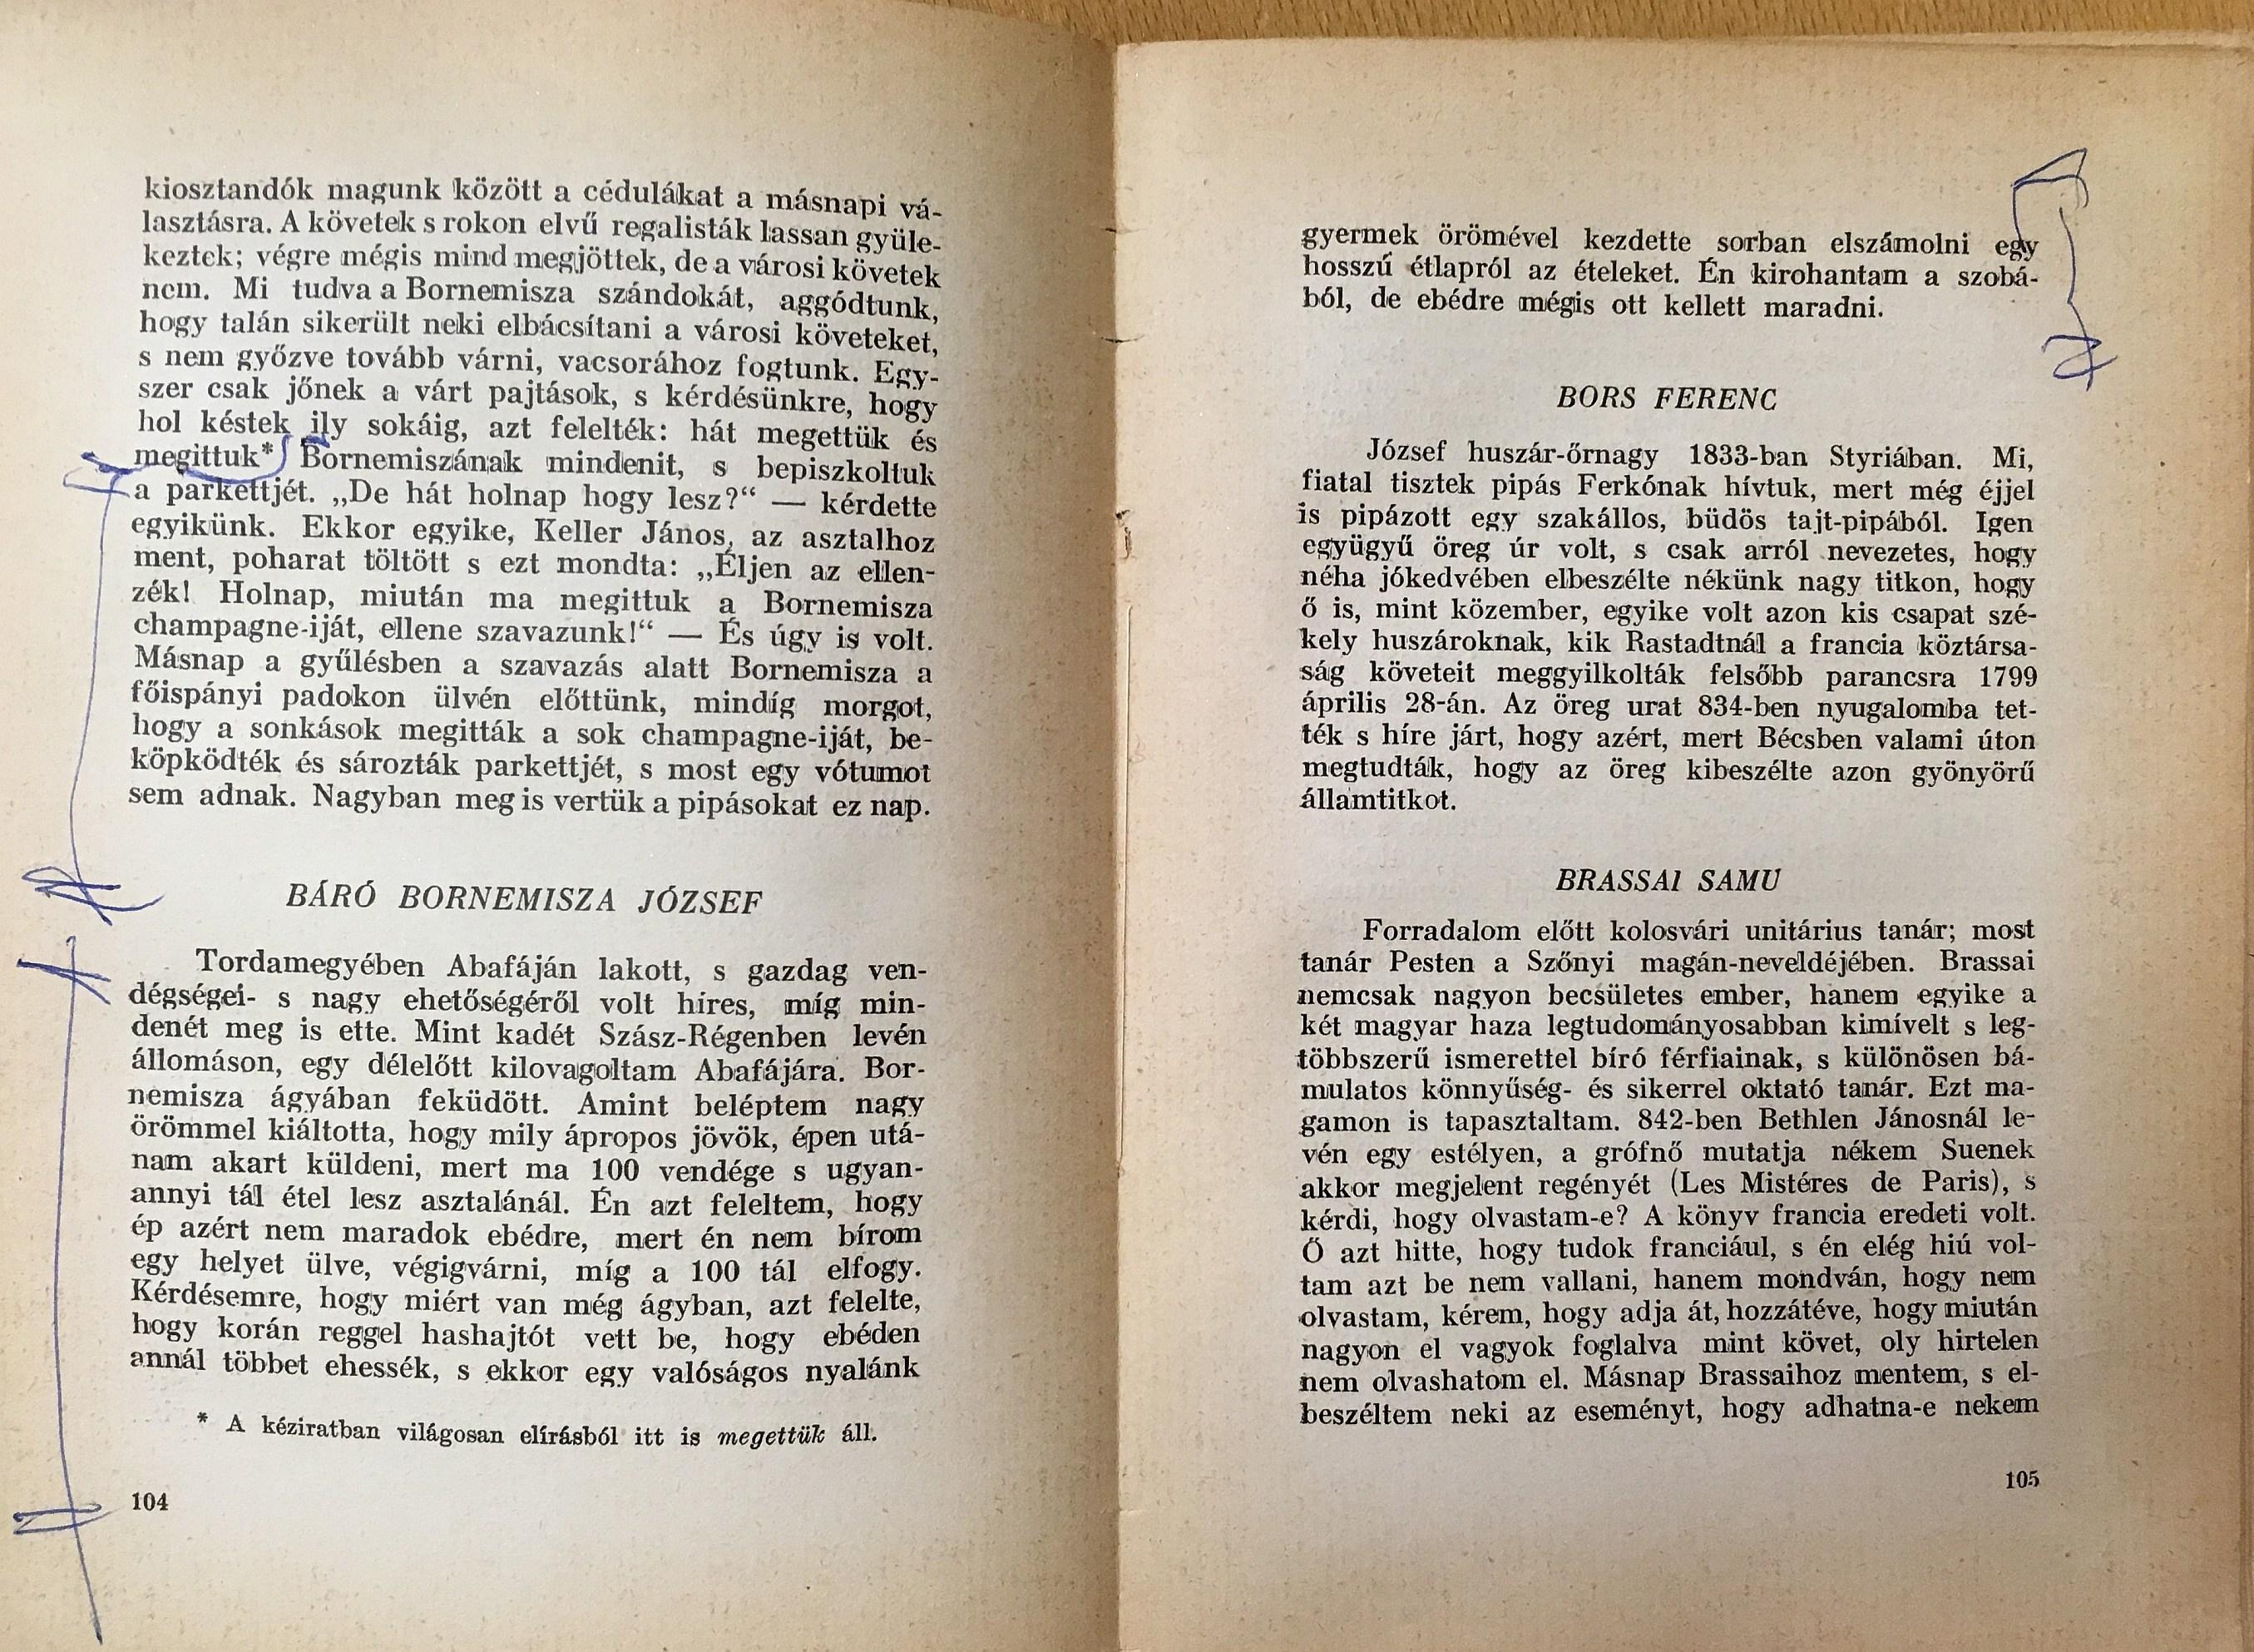 kiosztandók magunk között a cédulákat a másnapi vá-
lasztásra. A követek s rokon elvű regalisták lassan gyüle-
keztek; végre mégis mind megjöttek, de a városi követek
nem. Mi tudva a Bornemisza szándokát, aggódtunk,
hogy talán sikerült neki elbácsítani a városi követeket,
s nem győzve tovább várni, vacsorához fogtunk. Egy-
szer csak jőnek a várt pajtások, s kérdésünkre, hogy
hol késtek ily sokáig, azt felelték: hát megettük és
megittuk* Bornemiszának mindenit, s bepiszkoltuk
a parkettjét. „De hát holnap hogy lesz?“ — kérdette
egyikünk. Ekkor egyike, Keller János, az asztalhoz
ment, poharat töltött s ezt mondta: „Éljen az ellen-
zék! Holnap, miután ma megittuk a Bornemisza
champagne-iját, ellene szavazunk!“ — És úgy is volt.
Másnap a gyűlésben a szavazás alatt Bornemisza a
főispányi padokon ülvén előttünk, mindíg morgot,
hogy a sonkások megitták a sok champagne-iját, be-
köpködték és sározták parkettjét, s most egy vótumot
sem adnak. Nagyban meg is vertük a pipásokat ez nap.
BÁRÓ BORNEMISZA JÓZSEF
Tordamegyében Abafáján lakott, s gazdag ven-
dégségei- s nagy ehetőségéről volt híres, míg min-
denét meg is ette. Mint kadét Szász-Régenben levén
állomáson, egy délelőtt kilovagoltam Abafájára. Bor-
nemisza ágyában feküdött. Amint beléptem nagy
örömmel kiáltotta, hogy mily ápropos jövök, épen utá-
nam akart küldeni, mert ma 100 vendége s ugyan-
annyi tál étel lesz asztalánál. Én azt feleltem, hogy
ép azért nem maradok ebédre, mert én nem bírom
egy helyet ülve, végigvárni, míg a 100 tál elfogy.
Kérdésemre, hogy miért van még ágyban, azt felelte,
hogy korán reggel hashajtót vett be, hogy ebéden
annál többet ehessék, s ekkor egy valóságos nyalánk
* A kéziratban világosan elírásból itt is megettük áll.
104
gyermek örömével kezdette sorban elszámolni egy
hosszú étlapról az ételeket. Én kirohantam a szobá-
ból, de ebédre mégis ott kellett maradni.
BORS FERENC
József huszár-őrnagy 1833-ban Styriában. Mi,
fiatal tisztek pipás Ferkónak hívtuk, mert még éjjel
is pipázott egy szakállos, büdös tajt-pipából. Igen
együgyű öreg úr volt, s csak arról nevezetes, hogy
néha jókedvében elbeszélte nékünk nagy titkon, hogy
ő is, mint közember, egyike volt azon kis csapat szé-
kely huszároknak, kik Rastadtnál a francia köztársa-
ság követeit meggyilkolták felsőbb parancsra 1799
április 28-án. Az öreg urat 834-ben nyugalomba tet-
ték s híre járt, hogy azért, mert Bécsben valami úton
megtudták, hogy az öreg kibeszélte azon gyönyörű
államtitkot.
BRASSAI SAMU
Forradalom előtt kolosvári unitárius tanár; most
tanár Pesten a Szőnyi magán-neveldéjében. Brassai
nemcsak nagyon becsületes ember, hanem egyike a
két magyar haza legtudományosabban kimívelt s leg-
többszerű ismerettel bíró férfiainak, s különösen bá-
mulatos könnyűség- és sikerrel oktató tanár. Ezt ma-
gamon is tapasztaltam. 842-ben Bethlen Jánosnál le-
vén egy estélyen, a grófnő mutatja nékem Suenek
akkor megjelent regényét (Les Mistéres de Paris), s
kérdi, hogy olvastam-e? A könyv francia eredeti volt.
Ő azt hitte, hogy tudok franciául, s én elég hiú vol-
tam azt be nem vallani, hanem mondván, hogy nem
olvastam, kérem, hogy adja át, hozzátéve, hogy miután
nagyon el vagyok foglalva mint követ, oly hirtelen
nem olvashatom el. Másnap Brassaihoz mentem, s el-
beszéltem neki az eseményt, hogy adhatna-e nekem
105